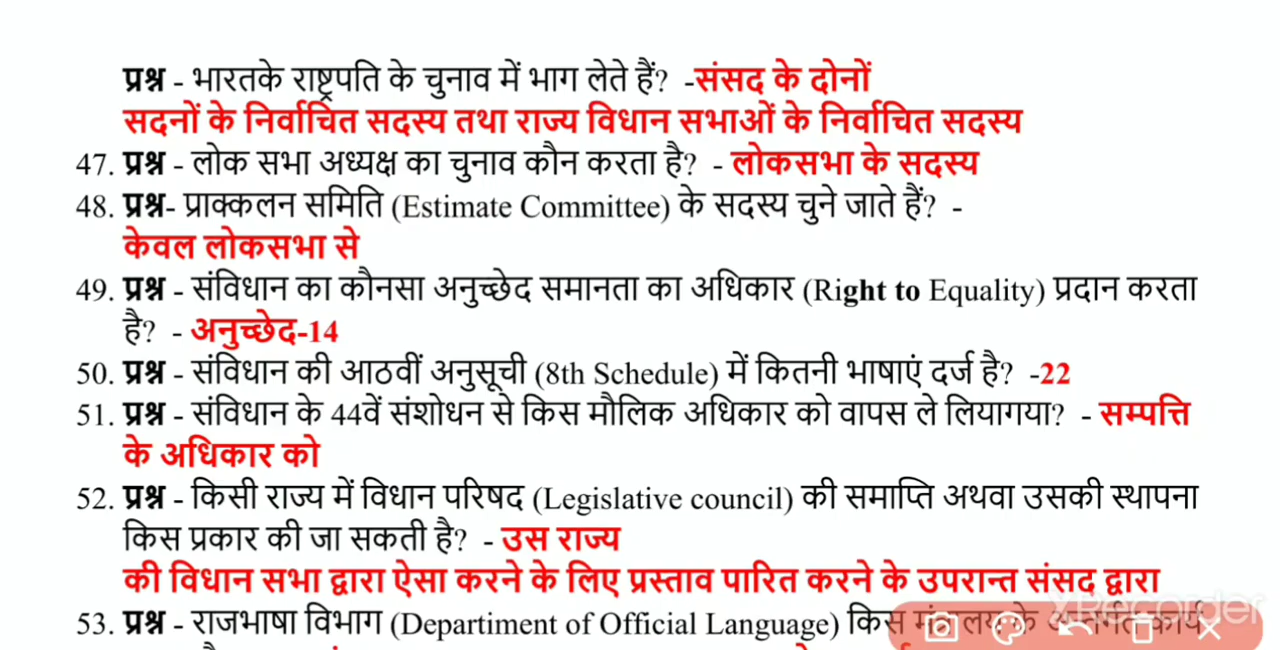 प्रश्न - भारतके राष्ट्रपति के चुनाव में भाग लेते हैं? -संसद के दोनों
सदनों के निर्वाचित सदस्य तथा राज्य विधान सभाओं के निर्वाचित सदस्य
47. प्रश्न - लोक सभा अध्यक्ष का चुनाव कौन करता है? - लोकसभा के सदस्य
48. प्रश्न- प्राक्कलन समिति (Estimate Committee) के सदस्य चुने जाते हैं? -
केवल लोकसभा से
49. प्रश्न - संविधान का कौनसा अनुच्छेद समानता का अधिकार (Right to Equality) प्रदान करता
है? - अनुच्छेद-14
50. प्रश्न - संविधान की आठवीं अनुसूची (8th Schedule) में कितनी भाषाएं दर्ज है? -22
51. प्रश्न - संविधान के 44वें संशोधन से किस मौलिक अधिकार को वापस ले लियागया? - सम्पत्ति
के अधिकार को
52. प्रश्न - किसी राज्य में विधान परिषद (Legislative council) की समाप्ति अथवा उसकी स्थापना
किस प्रकार की जा सकती है? - उस राज्य
की विधान सभा द्वारा ऐसा करने के लिए प्रस्ताव पारित करने के उपरान्त संसद द्वारा
53. प्रश्न - राजभाषा विभाग (Departiment of Official Language) किस के कार्य
XRecorder